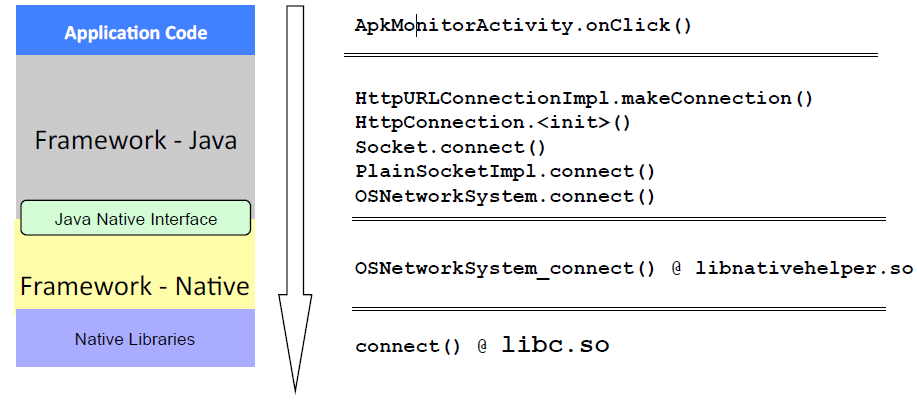 Application Code
Framework - Java
Java Native Interface
Framework - Native
Native Libraries
ApkMonitorActivity.onClick()
HttpURLConnectionImpl.makeConnection()
HttpConnection.<init>()
Socket.connect()
PlainSocketImpl.connect()
OSNetworkSystem.connect()
OSNetworkSystem_connect() @ libnativehelper.so
connect() @ libc.so